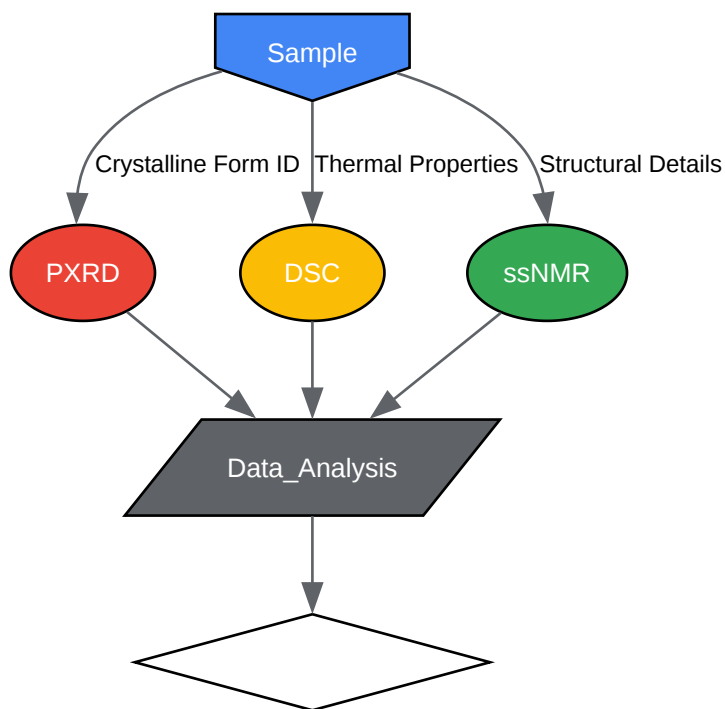 Sample
Crystalline Form ID
Thermal Properties
Structural Details
PXRD
DSC
ssNMR
Data_Analysis